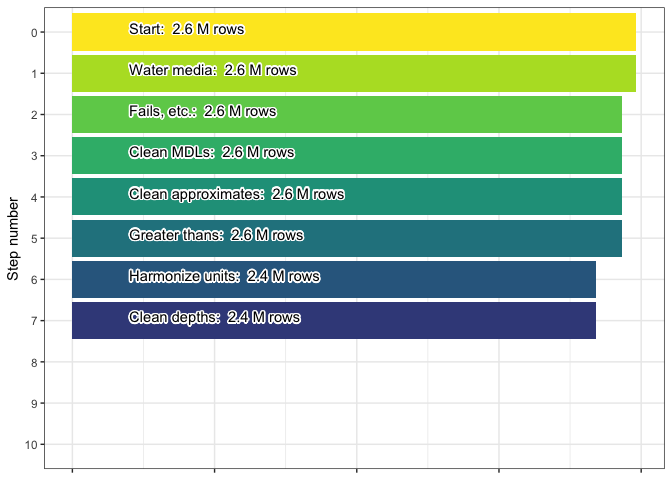 0
Start:  2.6 M rows
1
Water media:  2.6 M rows
2
Fails, etc.:  2.6 M rows
3
Clean MDLs:  2.6 M rows
4
Clean approximates:  2.6 M rows
5
Greater thans:  2.6 M rows
6
Harmonize units:  2.4 M rows
7
Clean depths:  2.4 M rows
8
9
10
Step number